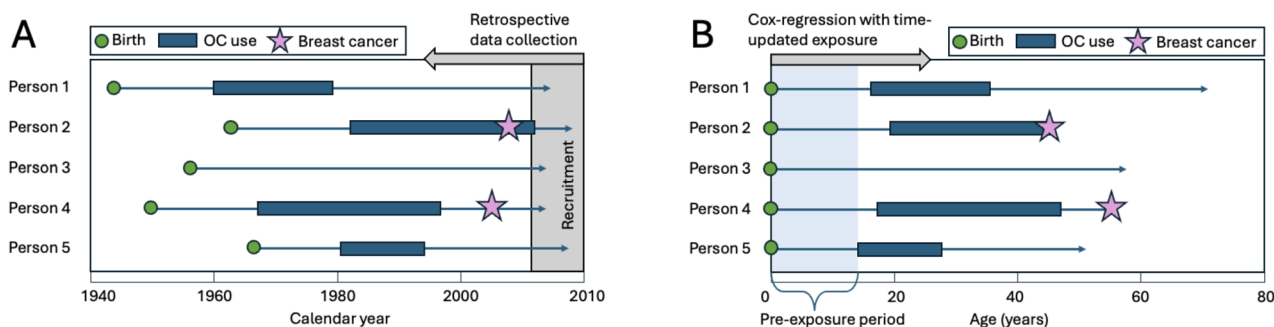 A
Retrospective
data collection
Birth OC use Breast cancer
Person 1
Person 2
Person 3
Person 4
Person 5
Recruitment
1940 1960 1980 2000 2010
Calendar year
B
Cox-regression with time-
updated exposure
Birth OC use Breast cancer
Person 1
Person 2
Person 3
Person 4
Person 5
0 20 40 60 80
Pre-exposure period
Age (years)